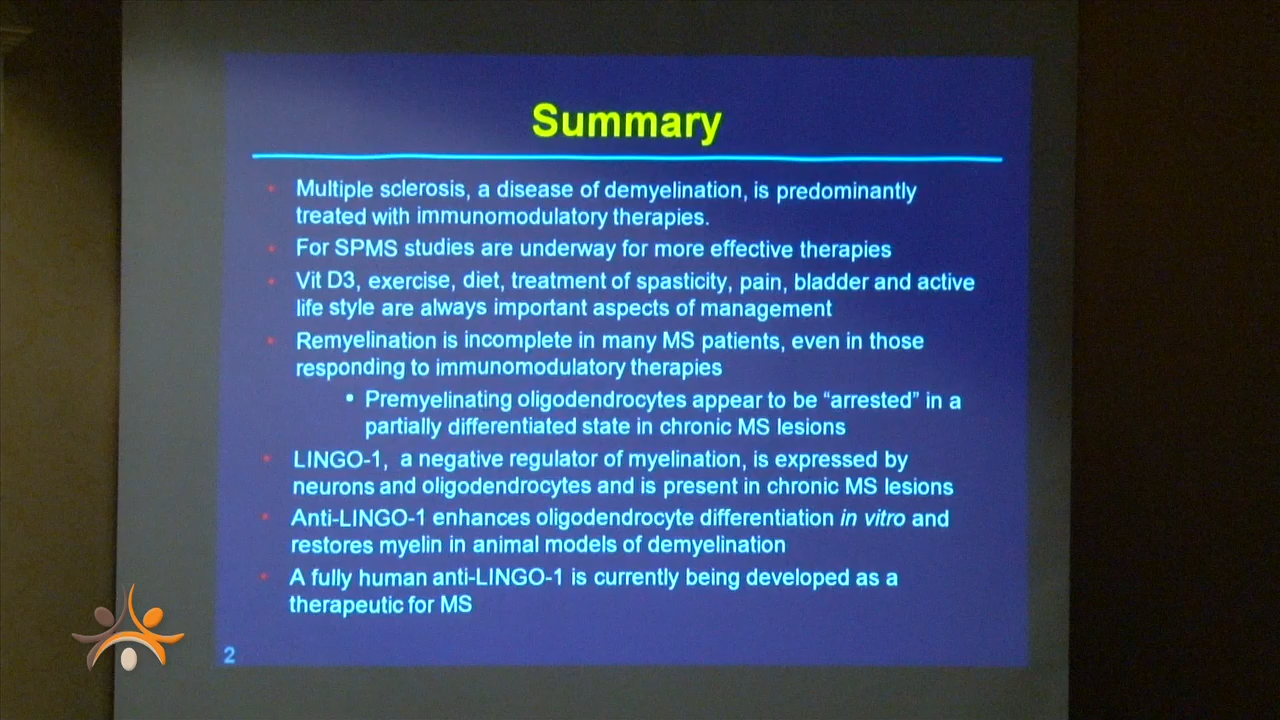 Summary
• Multiple sclerosis, a disease of demyelination, is predominantly
treated with immunomodulatory therapies.
• For SPMS studies are underway for more effective therapies
• Vit D3, exercise, diet, treatment of spasticity, pain, bladder and active
life style are always important aspects of management
• Remyelination is incomplete in many MS patients, even in those
responding to immunomodulatory therapies
• Premyelinating oligodendrocytes appear to be “arrested” in a
partially differentiated state in chronic MS lesions
• LINGO-1, a negative regulator of myelination, is expressed by
neurons and oligodendrocytes and is present in chronic MS lesions
• Anti-LINGO-1 enhances oligodendrocyte differentiation in vitro and
restores myelin in animal models of demyelination
• A fully human anti-LINGO-1 is currently being developed as a
therapeutic for MS
2